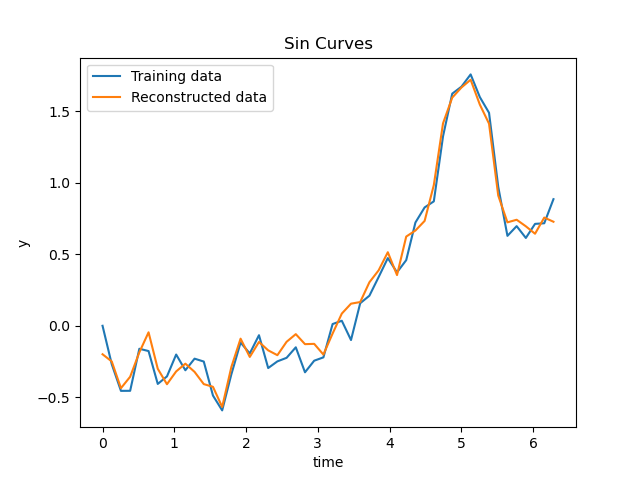 Sin Curves
Training data
Reconstructed data
y
1.5
1.0
0.5
0.0
−0.5
0 1 2 3 4 5 6
time